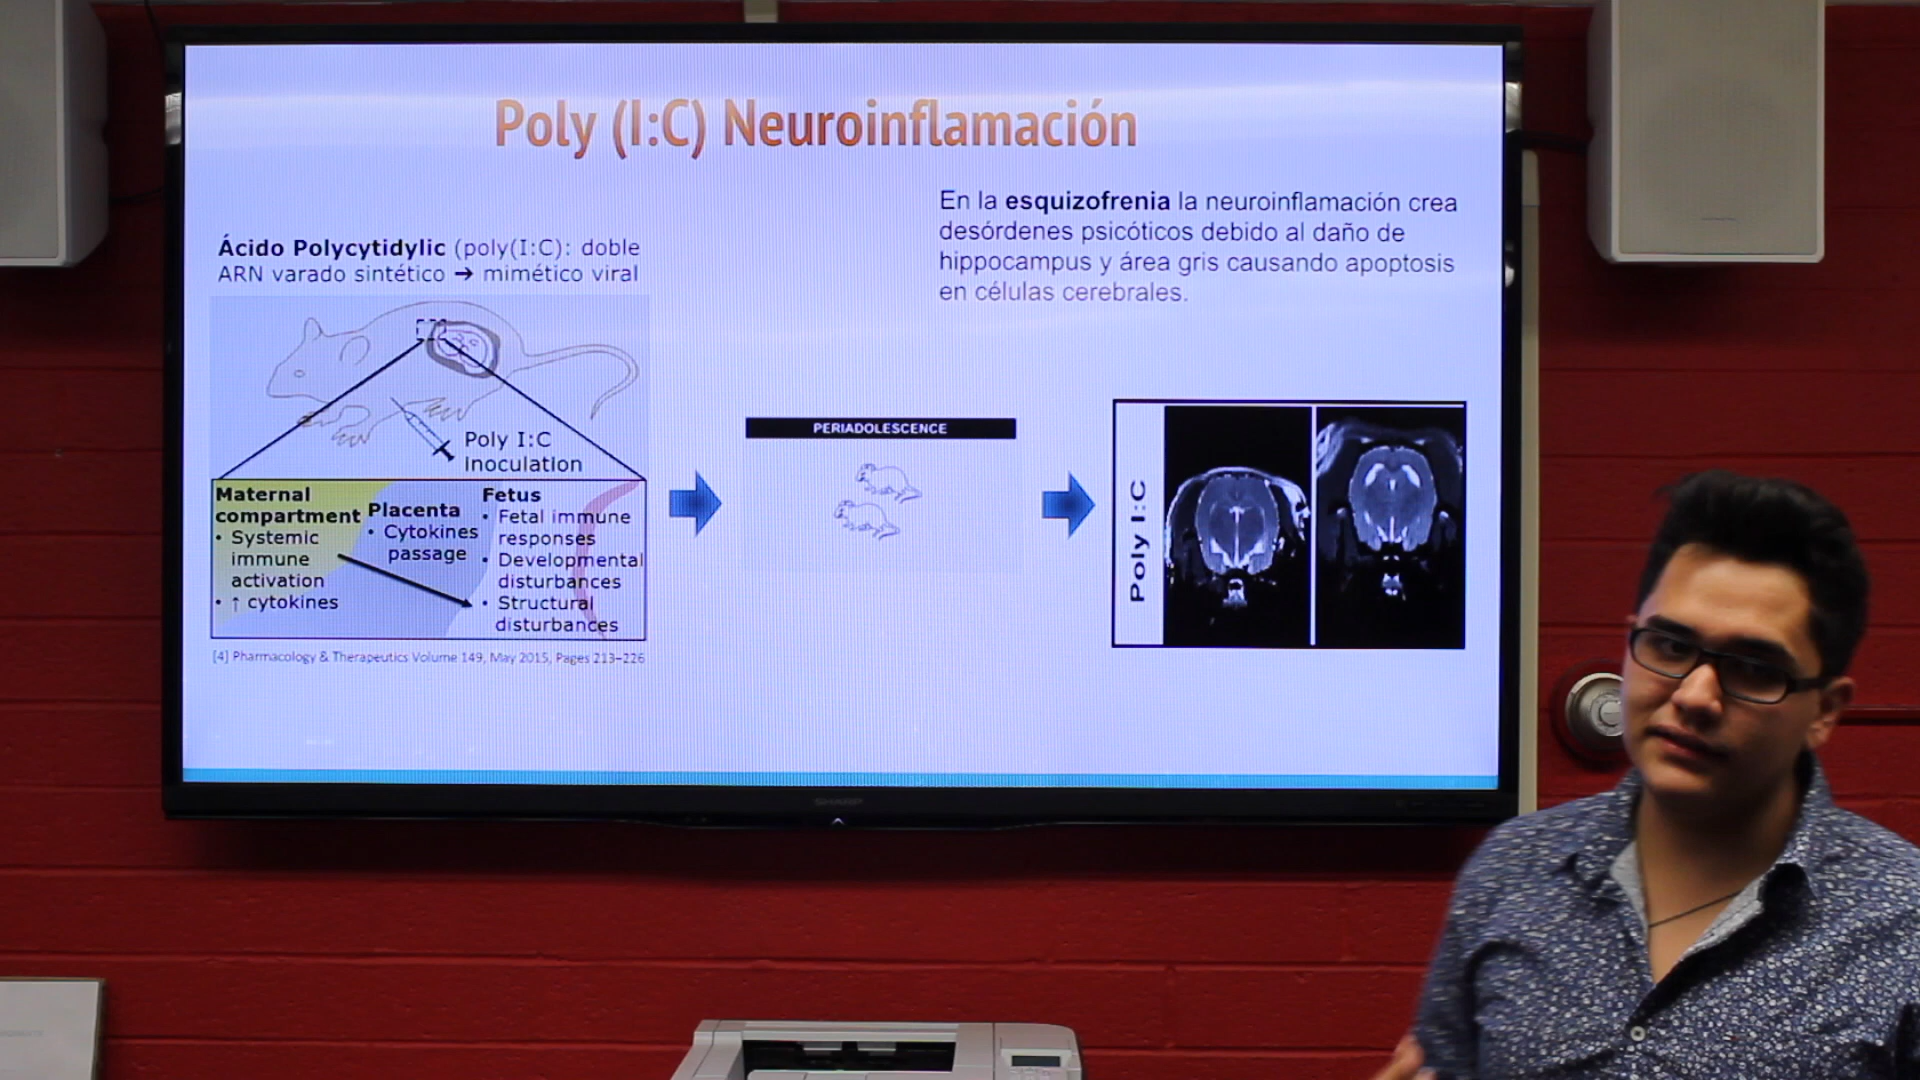 Poly (I:C) Neuroinflamación
En la esquizofrenia la neuroinflamación crea
desórdenes psicóticos debido al daño de
hippocampus y área gris causando apoptosis
en células cerebrales.
Ácido Polycytidylic (poly(I:C): doble
ARN varado sintético → mimético viral
Poly I:C
Inoculation
Maternal
compartment
• Systemic
immune
activation
• ↑ cytokines
Placenta
• Cytokines
passage
Fetus
• Fetal immune
responses
• Developmental
disturbances
• Structural
disturbances
[4] Pharmacology & Therapeutics Volume 149, May 2015, Pages 213–226
PERIADOLESCENCE
Poly I:C
SHARP